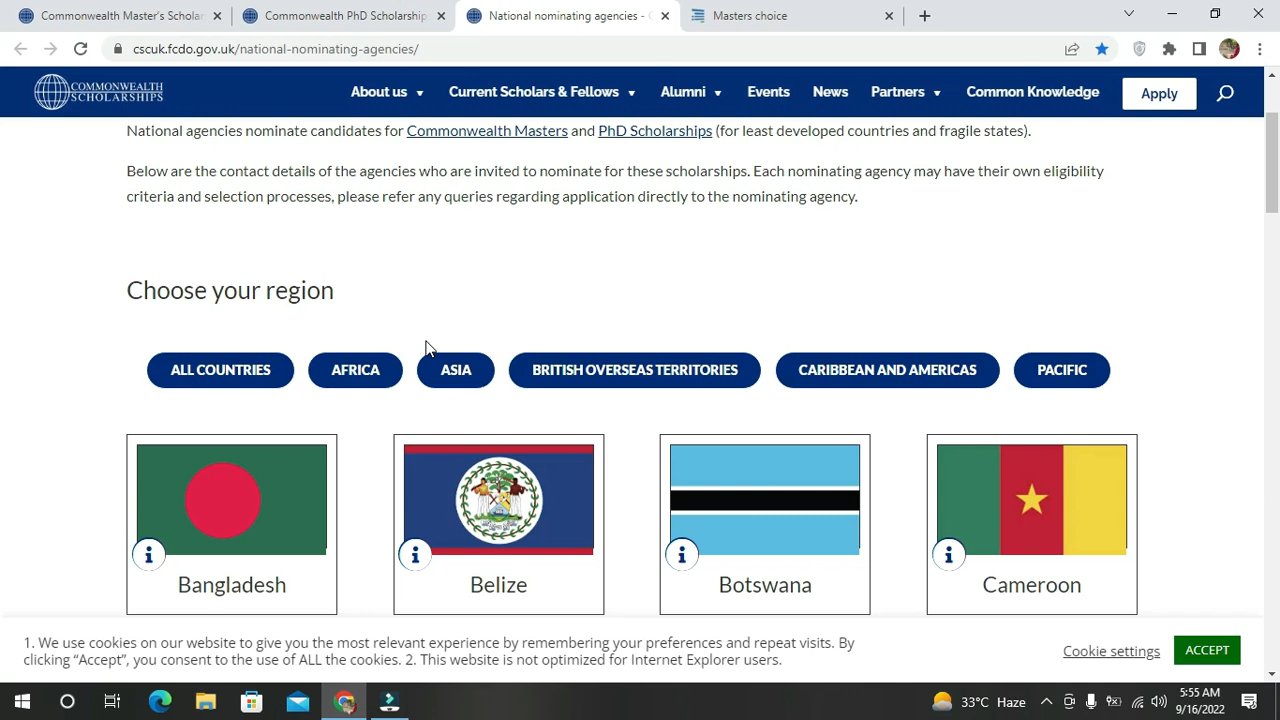 Commonwealth Master's Scholar
Commonwealth PhD Scholarship
National nominating agencies - C
Masters choice
cscuk.fcdo.gov.uk/national-nominating-agencies/
COMMONWEALTH
SCHOLARSHIPS
About us
Current Scholars & Fellows
Alumni
Events
News
Partners
Common Knowledge
Apply
National agencies nominate candidates for Commonwealth Masters and PhD Scholarships (for least developed countries and fragile states).
Below are the contact details of the agencies who are invited to nominate for these scholarships. Each nominating agency may have their own eligibility
criteria and selection processes, please refer any queries regarding application directly to the nominating agency.
Choose your region
ALL COUNTRIES
AFRICA
ASIA
BRITISH OVERSEAS TERRITORIES
CARIBBEAN AND AMERICAS
PACIFIC
i
i
i
i
Bangladesh
Belize
Botswana
Cameroon
1. We use cookies on our website to give you the most relevant experience by remembering your preferences and repeat visits. By
clicking “Accept”, you consent to the use of ALL the cookies. 2. This website is not optimized for Internet Explorer users.
Cookie settings
ACCEPT
33°C Haze
5:55 AM
9/16/2022